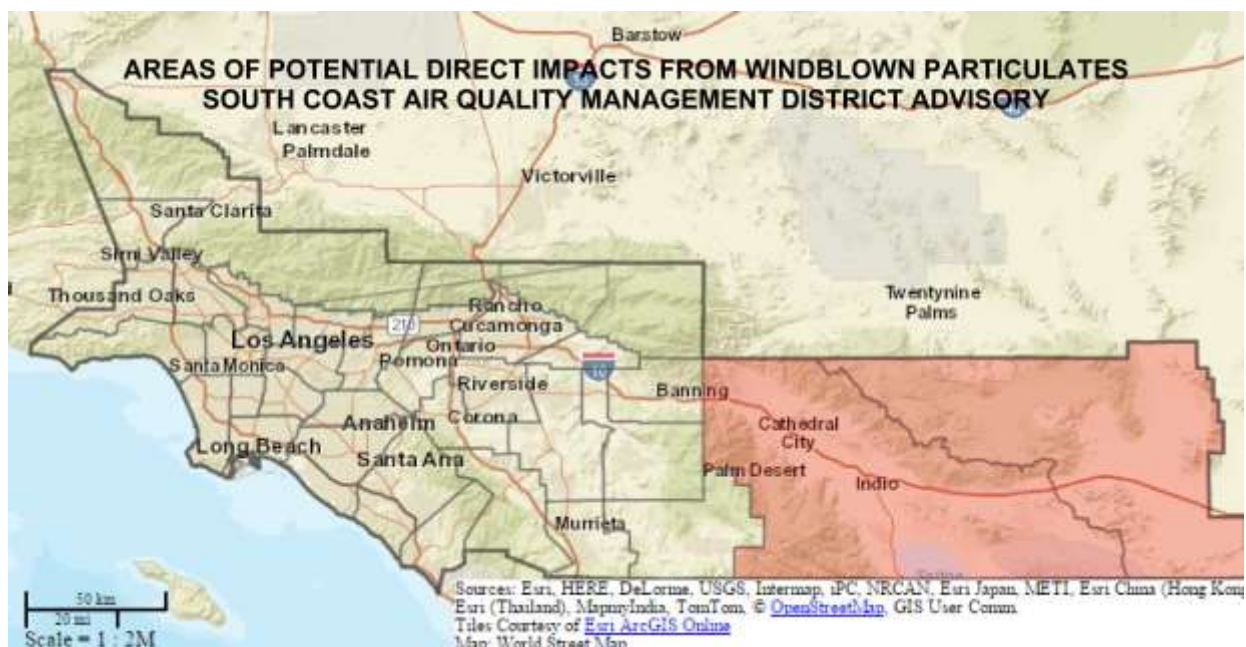 Barstow
AREAS OF POTENTIAL DIRECT IMPACTS FROM WINDBLOWN PARTICULATES
SOUTH COAST AIR QUALITY MANAGEMENT DISTRICT ADVISORY
Lancaster
Palmdale
Victorville
Santa Clarita
Simi Valley
Thousand Oaks
Twentynine
Palms
Rancho
Cucamonga
210
Los Angeles
Ontario
Pomona
Santa Monica
10
Riverside
Banning
Corona
Anaheim
Cathedral
City
Long Beach
Santa Ana
Palm Desert
Indio
Murrieta
50 km
20 mi
Scale = 1 : 2M
Sources: Esri, HERE, DeLorme, USGS, Intermap, iPC, NRCAN, Esri Japan, METI, Esri China (Hong Kong
Esri (Thailand), MapmyIndia, TomTom, © OpenStreetMap, GIS User Comm
Tiles Courtesy of Esri ArcGIS Online
Map: World Street Map